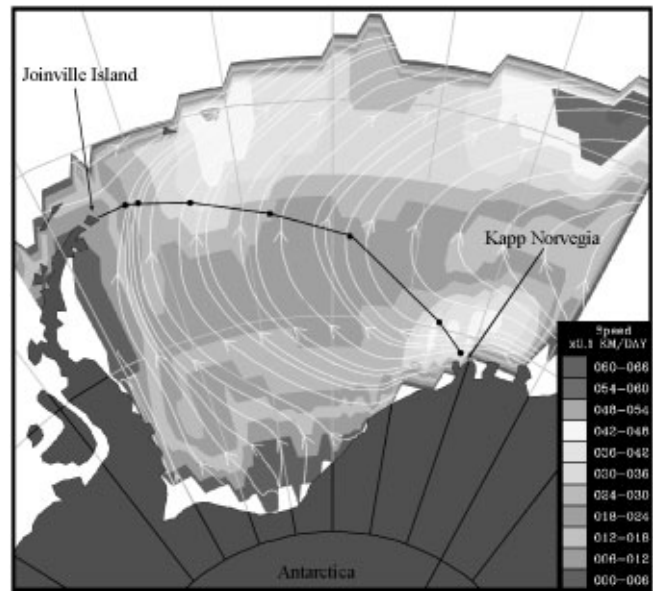 Joinville Island
Kapp Norvegia
Speed
x0.1 KM/DAY
060-066
054-060
048-054
042-048
036-042
030-036
024-030
018-024
012-018
006-012
000-006
Antarctica